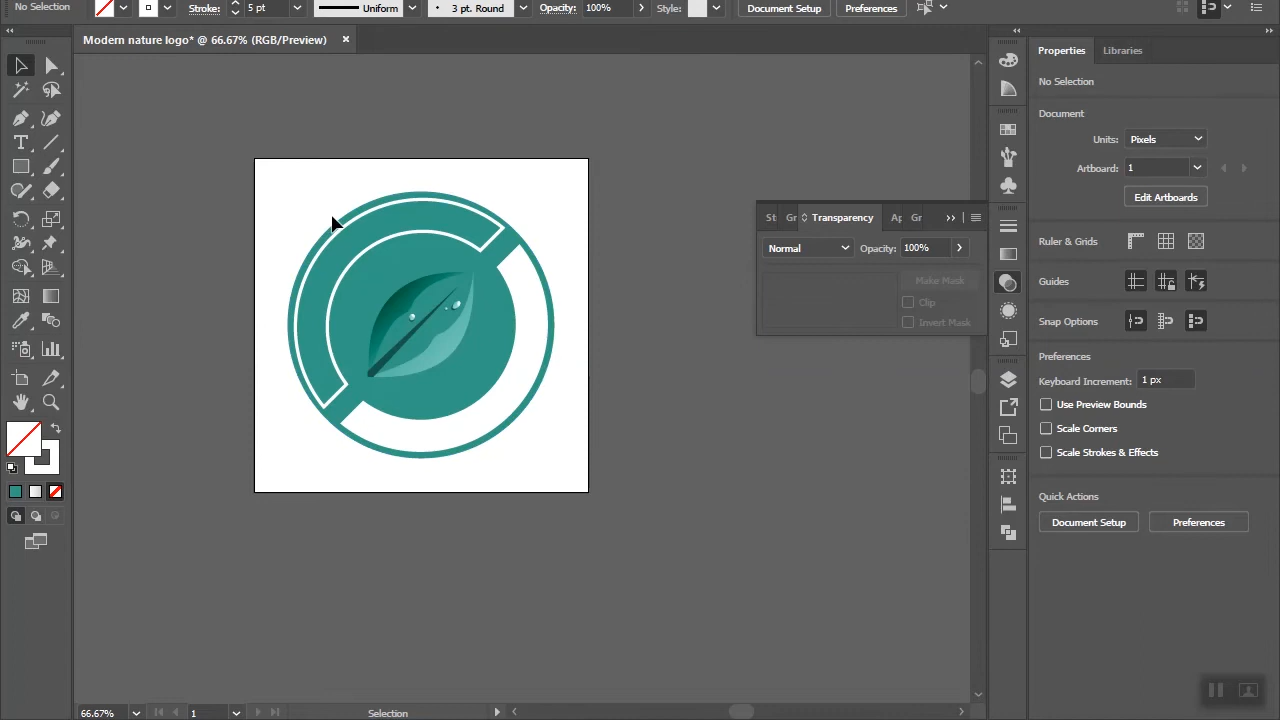 No Selection
Stroke:
5 pt
Uniform
3 pt. Round
Opacity:
100%
Style:
Document Setup
Preferences
Modern nature logo* @ 66.67% (RGB/Preview)
×
Properties
Libraries
No Selection
Document
Units:
Pixels
Artboard:
1
Edit Artboards
Ruler & Grids
Guides
Snap Options
Preferences
Keyboard Increment:
1 px
Use Preview Bounds
Scale Corners
Scale Strokes & Effects
Quick Actions
Document Setup
Preferences
St
Gr
Transparency
Ap
Gr
Normal
Opacity:
100%
Make Mask
Clip
Invert Mask
66.67%
1
Selection